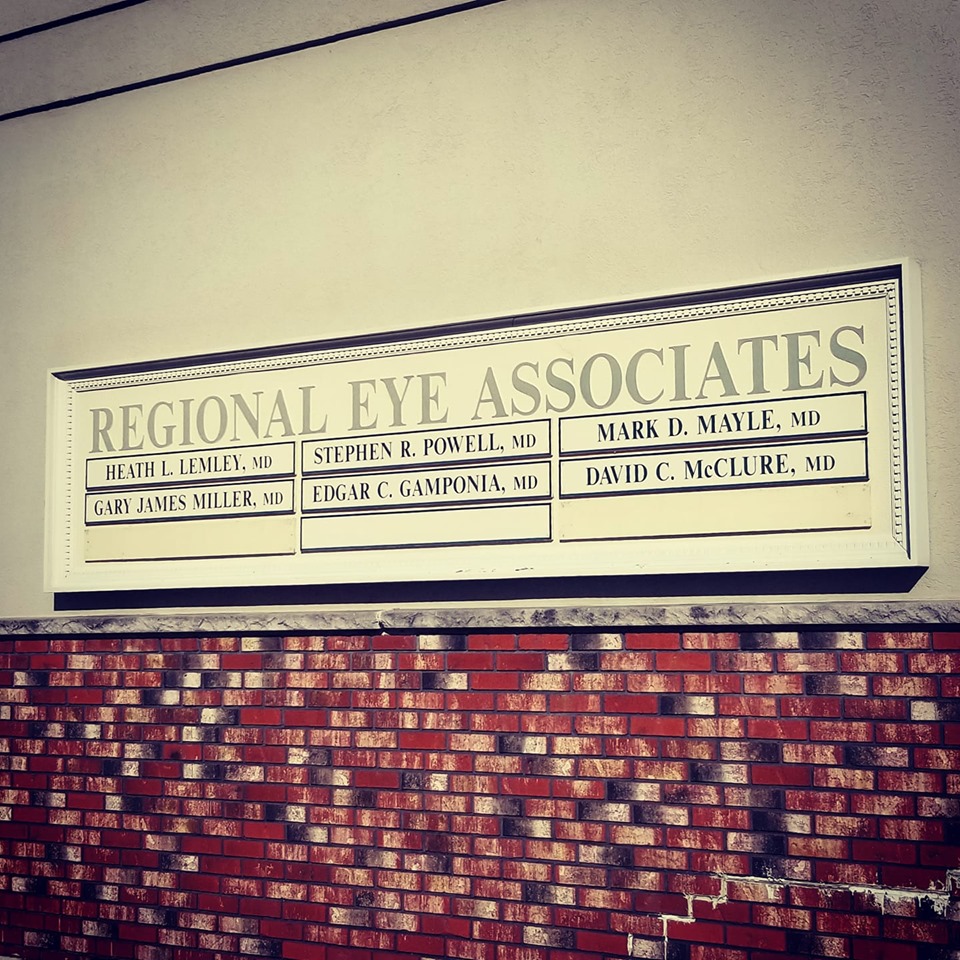 REGIONAL EYE ASSOCIATES
HEATH L. LEMLEY, MD
GARY JAMES MILLER, MD
STEPHEN R. POWELL, MD
EDGAR C. GAMPONIA, MD
MARK D. MAYLE, MD
DAVID C. McCLURE, MD